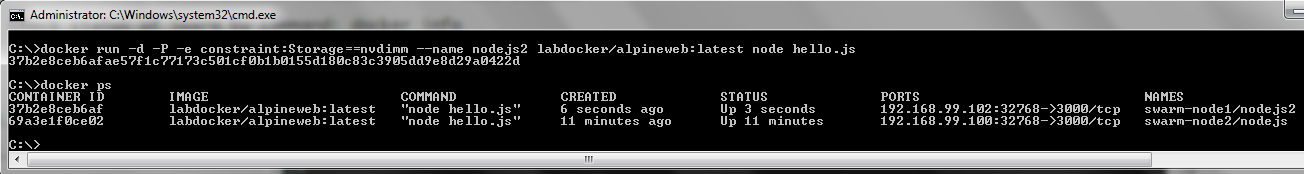 Administrator: C:\Windows\system32\cmd.exe
C:\>docker run -d -P -e constraint:Storage==nvdimm --name nodejs2 labdocker/alpineweb:latest node hello.js
37b2e8ceb6afae57f1c77173c501cf0b1b0155d180c83c3905dd9e8d29a0422d
C:\>docker ps
CONTAINER ID IMAGE COMMAND CREATED STATUS PORTS NAMES
37b2e8ceb6af labdocker/alpineweb:latest "node hello.js" 6 seconds ago Up 3 seconds 192.168.99.102:32768->3000/tcp swarm-node1/nodejs2
69a3e1f0ce02 labdocker/alpineweb:latest "node hello.js" 11 minutes ago Up 11 minutes 192.168.99.100:32768->3000/tcp swarm-node2/nodejs
C:\>